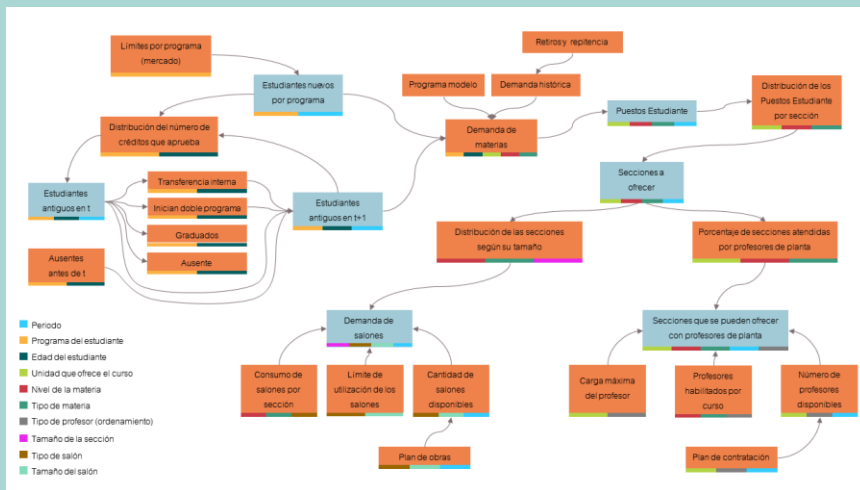 Límites por programa
(mercado)
Retiros y repitencia
Estudiantes nuevos
por programa
Programa modelo
Demanda histórica
Distribución de los
Puestos Estudiante
por sección
Puestos Estudiante
Distribución del número de
créditos que aprueba
Demanda de
materias
Estudiantes
antiguos en t
Transferencia interna
Inician doble programa
Graduados
Ausente
Estudiantes
antiguos en t+1
Secciones a
ofrecer
Ausentes
antes de t
Distribución de las secciones
según su tamaño
Porcentaje de secciones atendidas
por profesores de planta
Demanda de
salones
Secciones que se pueden ofrecer
con profesores de planta
Consumo de
salones por
sección
Límite de
utilización de los
salones
Cantidad de
salones
disponibles
Carga máxima
del profesor
Profesores
habilitados por
curso
Número de
profesores
disponibles
Plan de obras
Plan de contratación
Periodo
Programa del estudiante
Edad del estudiante
Unidad que ofrece el curso
Nivel de la materia
Tipo de materia
Tipo de profesor (ordenamiento)
Tamaño de la sección
Tipo de salón
Tamaño del salón